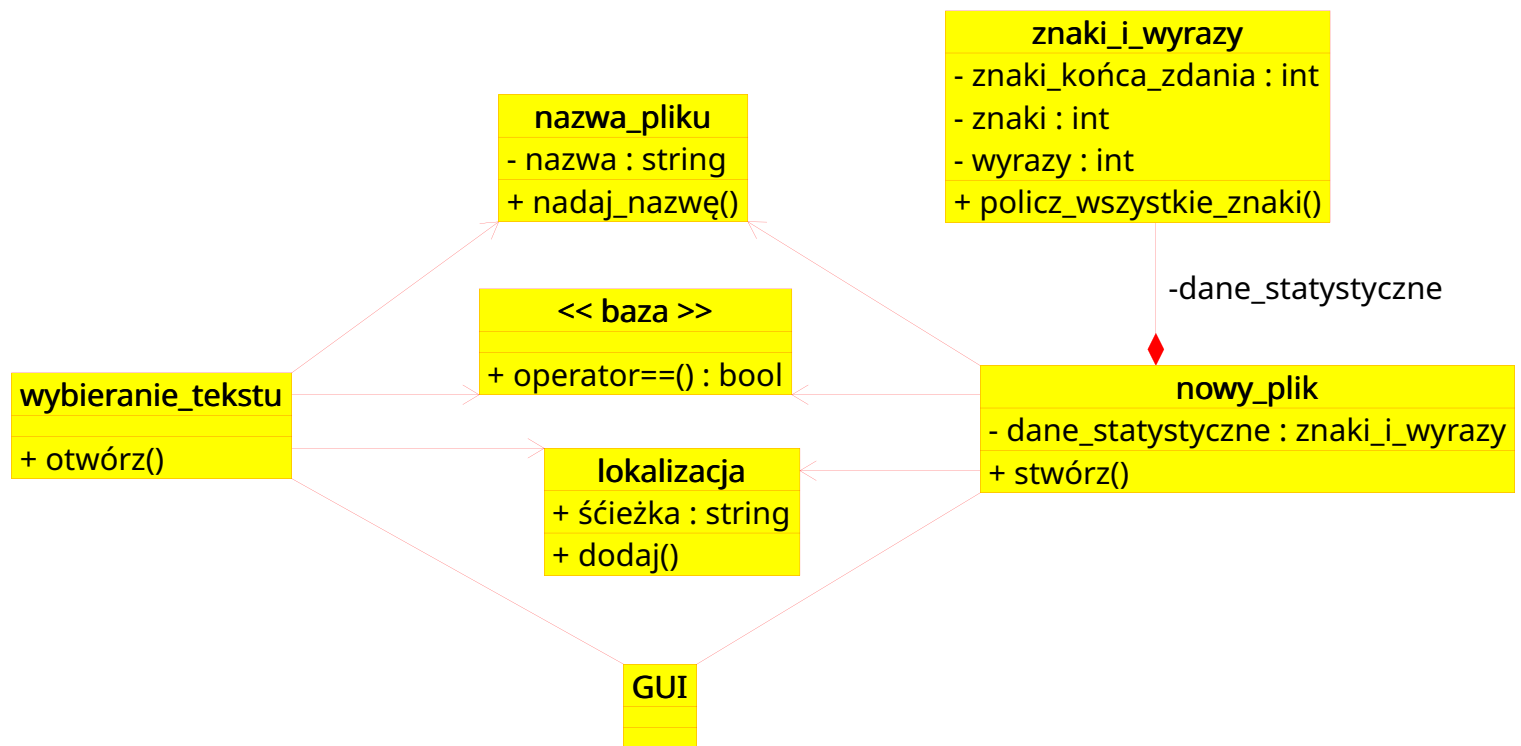 znaki_i_wyrazy
- znaki_końca_zdania : int
- znaki : int
- wyrazy : int
+ policz_wszystkie_znaki()
nazwa_pliku
- nazwa : string
+ nadaj_nazwę()
-dane_statystyczne
<< baza >>
+ operator==() : bool
wybieranie_tekstu
+ otwórz()
nowy_plik
- dane_statystyczne : znaki_i_wyrazy
+ stwórz()
lokalizacja
+ śćieżka : string
+ dodaj()
GUI